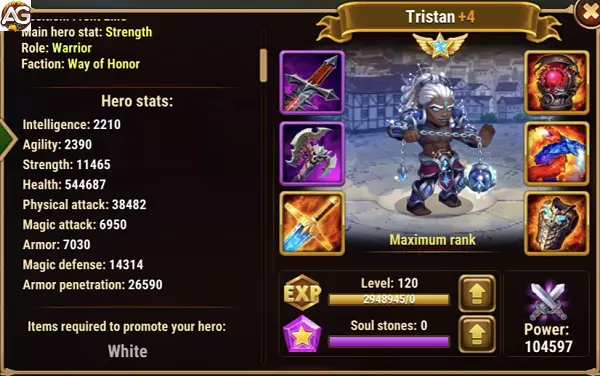 AG
Tristan +4
Main hero stat: Strength
Role: Warrior
Faction: Way of Honor
Hero stats:
Intelligence: 2210
Agility: 2390
Strength: 11465
Health: 544687
Physical attack: 38482
Magic attack: 6950
Armor: 7030
Magic defense: 14314
Armor penetration: 26590
Items required to promote your hero:
White
Maximum rank
EXP
Level: 120
2948945/0
Soul stones: 0
Power:
104597